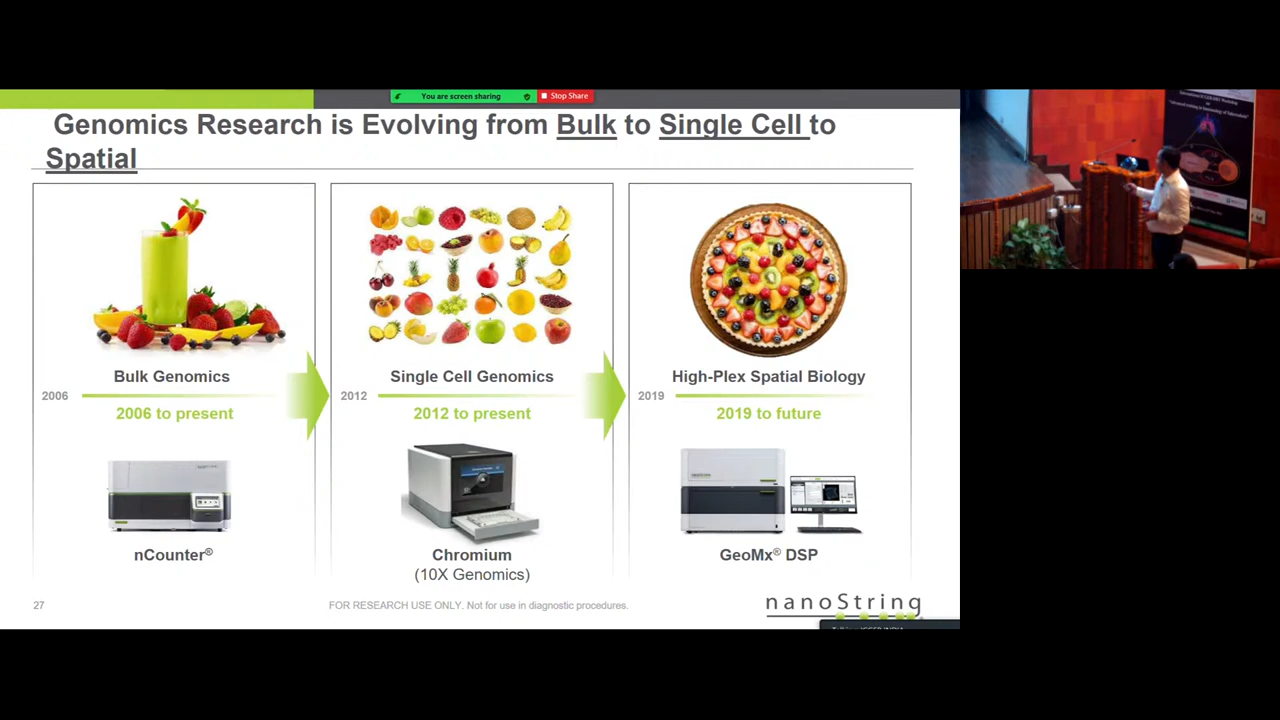 You are screen sharing
Stop Share
Genomics Research is Evolving from Bulk to Single Cell to
Spatial
Bulk Genomics
2006
2006 to present
nCounter®
Single Cell Genomics
2012
2012 to present
Chromium
(10X Genomics)
High-Plex Spatial Biology
2019
2019 to future
GeoMx® DSP
27
FOR RESEARCH USE ONLY. Not for use in diagnostic procedures.
nanoString